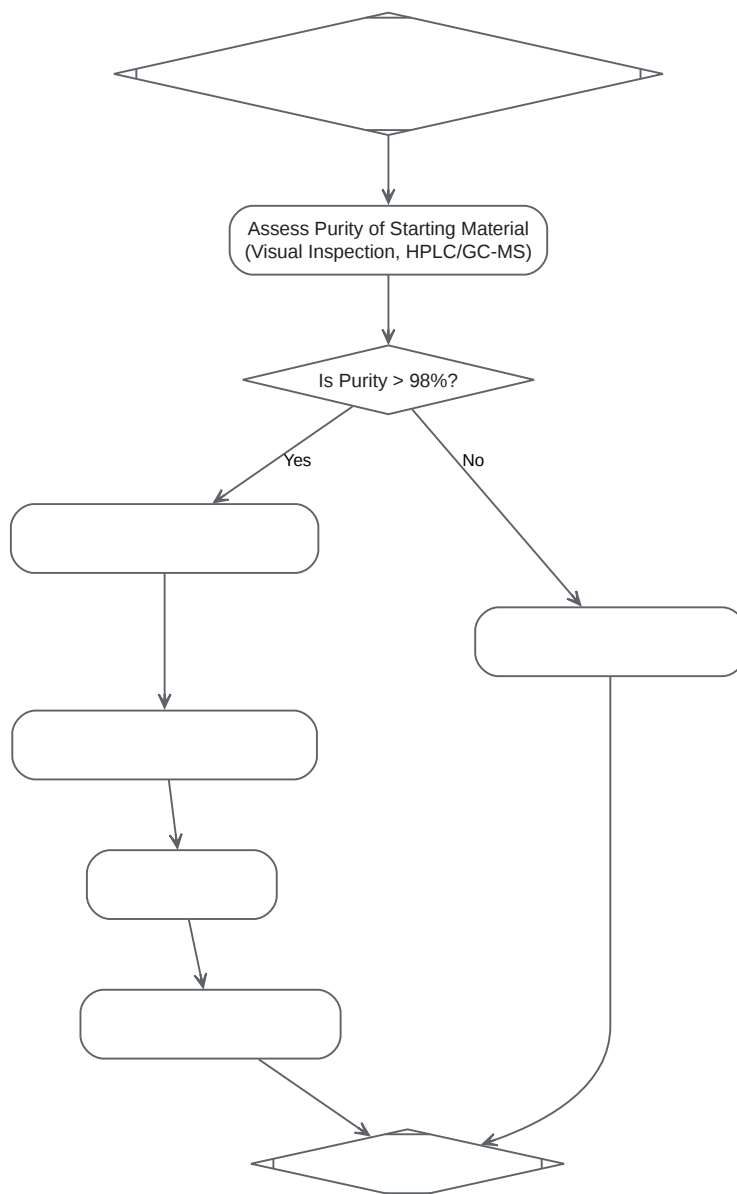 Assess Purity of Starting Material
(Visual Inspection, HPLC/GC-MS)
Is Purity > 98%?
Yes
No